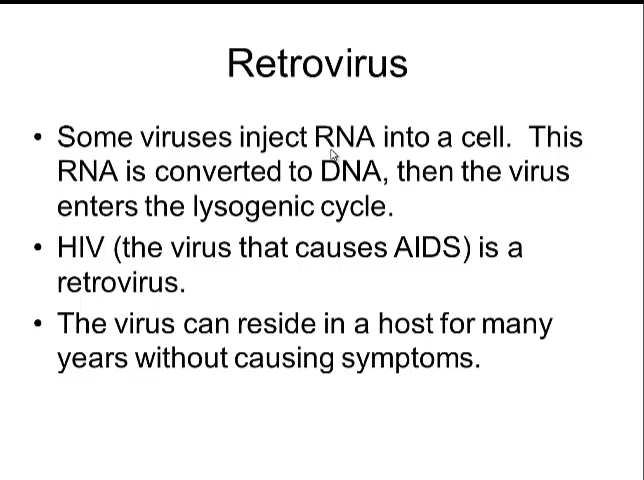 Retrovirus
• Some viruses inject RNA into a cell.  This
RNA is converted to DNA, then the virus
enters the lysogenic cycle.
• HIV (the virus that causes AIDS) is a
retrovirus.
• The virus can reside in a host for many
years without causing symptoms.